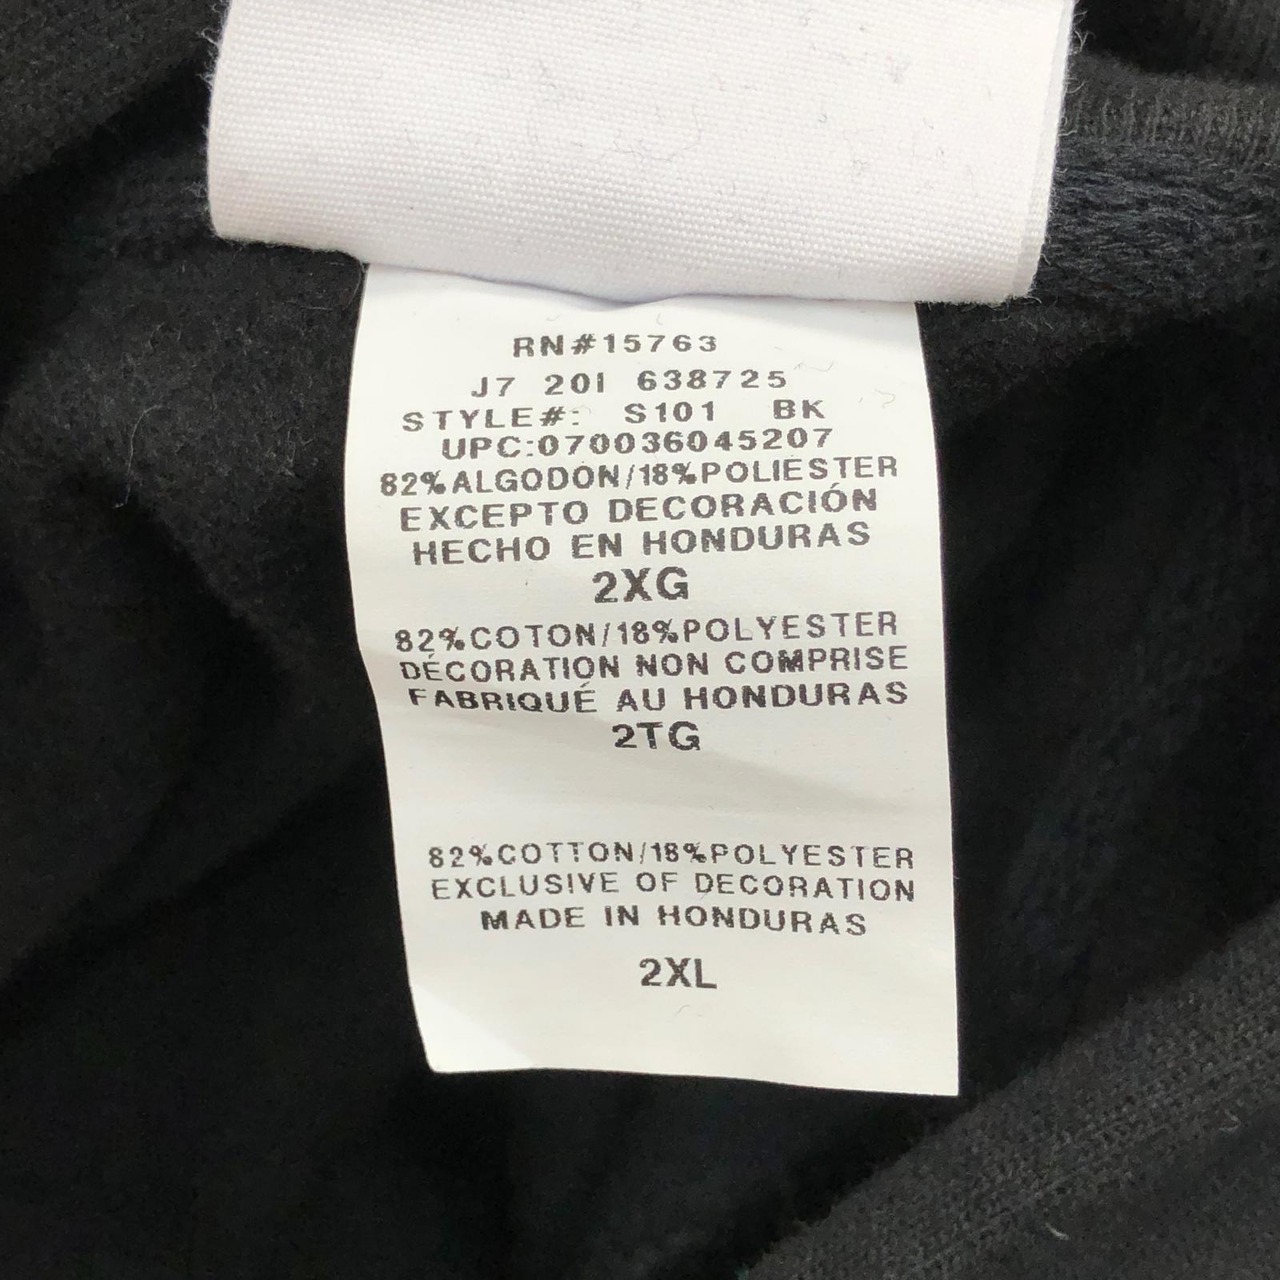 RN#15763
J7 20I 638725
STYLE#: S101 BK
UPC:070036045207
82%ALGODON/18%POLIESTER
EXCEPTO DECORACIÓN
HECHO EN HONDURAS
2XG
82%COTON/18%POLYESTER
DÉCORATION NON COMPRISE
FABRIQUÉ AU HONDURAS
2TG
82%COTTON/18%POLYESTER
EXCLUSIVE OF DECORATION
MADE IN HONDURAS
2XL